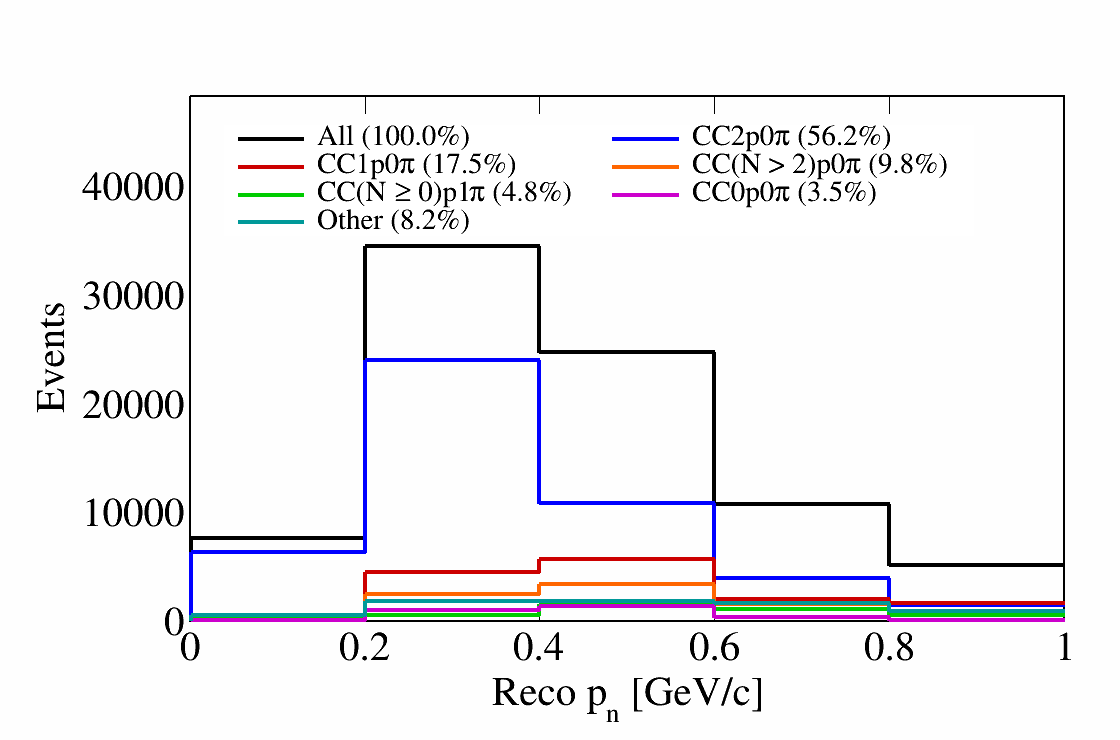 All (100.0%)
CC2p0π (56.2%)
CC1p0π (17.5%)
CC(N > 2)p0π (9.8%)
CC(N ≥ 0)p1π (4.8%)
CC0p0π (3.5%)
Other (8.2%)
40000
30000
20000
10000
0
Events
0 0.2 0.4 0.6 0.8 1
Reco pn [GeV/c]